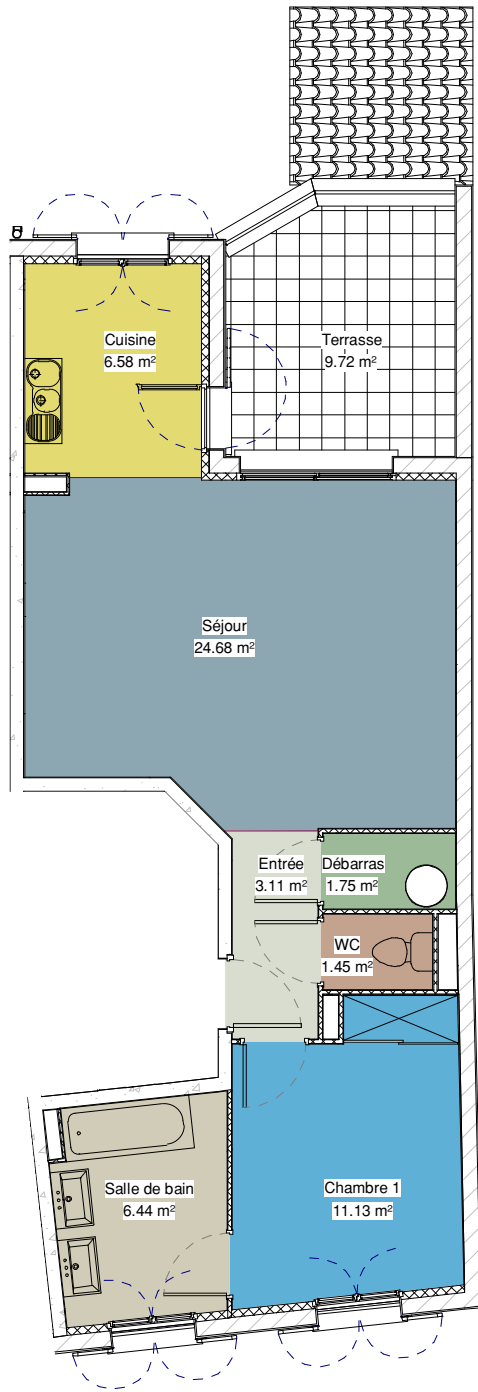 Cuisine
6.58 m²
Terrasse
9.72 m²
Séjour
24.68 m²
Entrée
3.11 m²
Débarras
1.75 m²
WC
1.45 m²
Salle de bain
6.44 m²
Chambre 1
11.13 m²